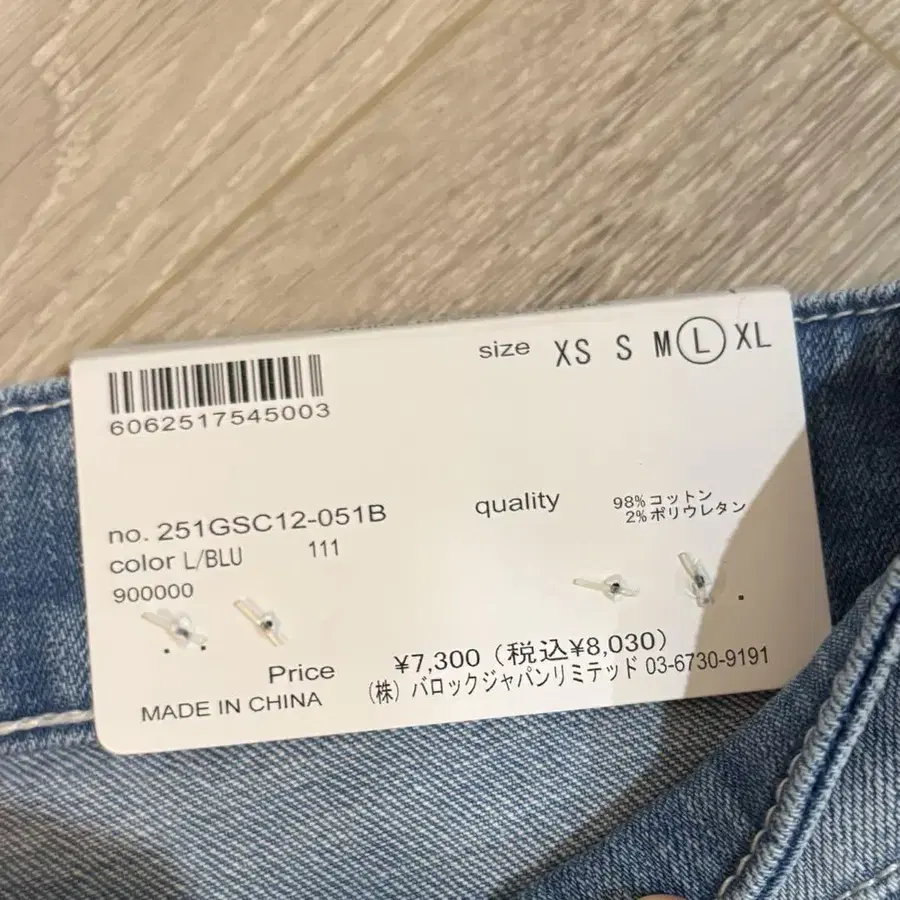 6062517545003
size XS S M L XL
no. 251GSC12-051B
color L/BLU 111
900000
quality 98%コットン
2%ポリウレタン
Price ¥7,300（税込¥8,030）
MADE IN CHINA （株）バロックジャパンリミテッド 03-6730-9191